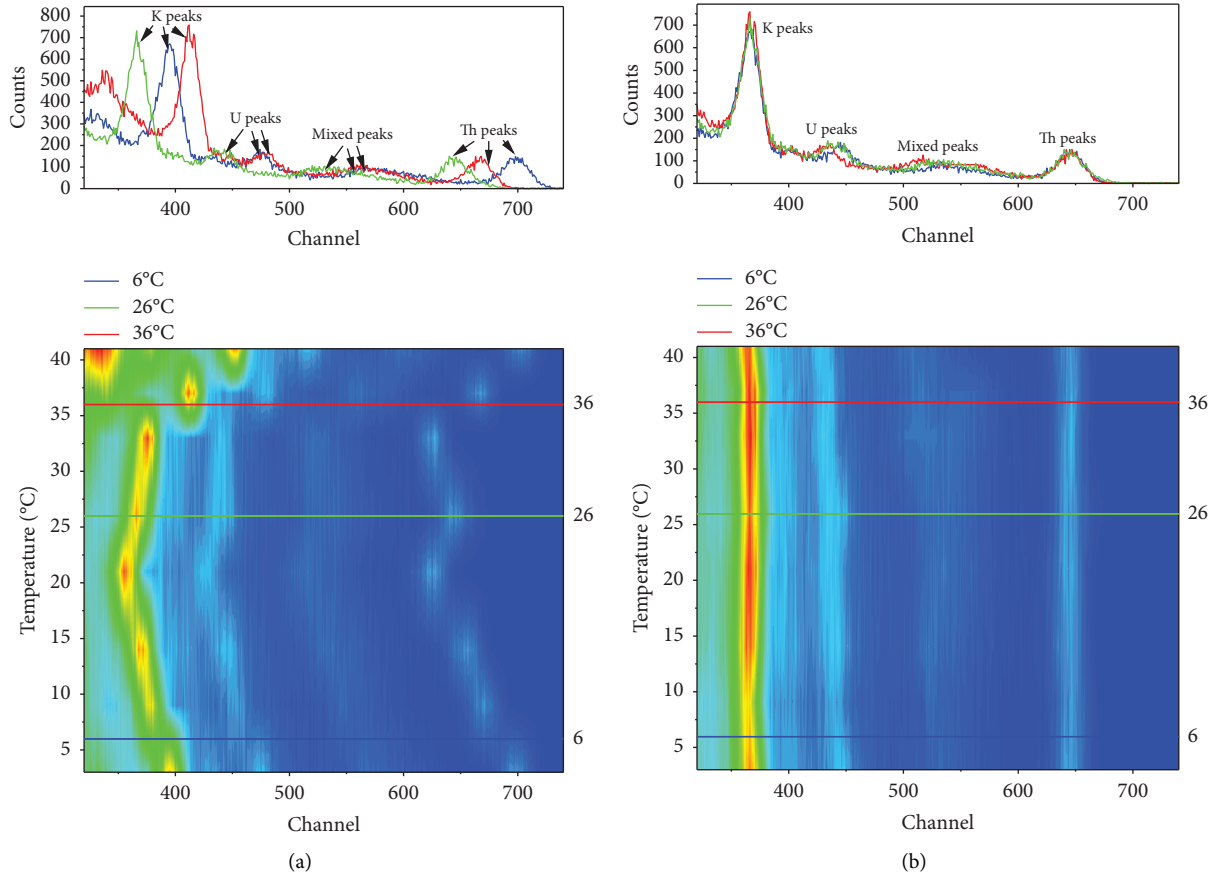 K peaks
800
700
600
500
400
300
200
100
0
Counts
U peaks
Mixed peaks
Th peaks
400
500
600
700
Channel
6°C
26°C
36°C
40
35
30
25
20
15
10
5
Temperature (°C)
36
26
6
400
500
600
700
Channel
(a)
700
600
500
400
300
200
100
0
Counts
K peaks
U peaks
Mixed peaks
Th peaks
400
500
600
700
Channel
6°C
26°C
36°C
40
35
30
25
20
15
10
5
Temperature (°C)
36
26
6
400
500
600
700
Channel
(b)